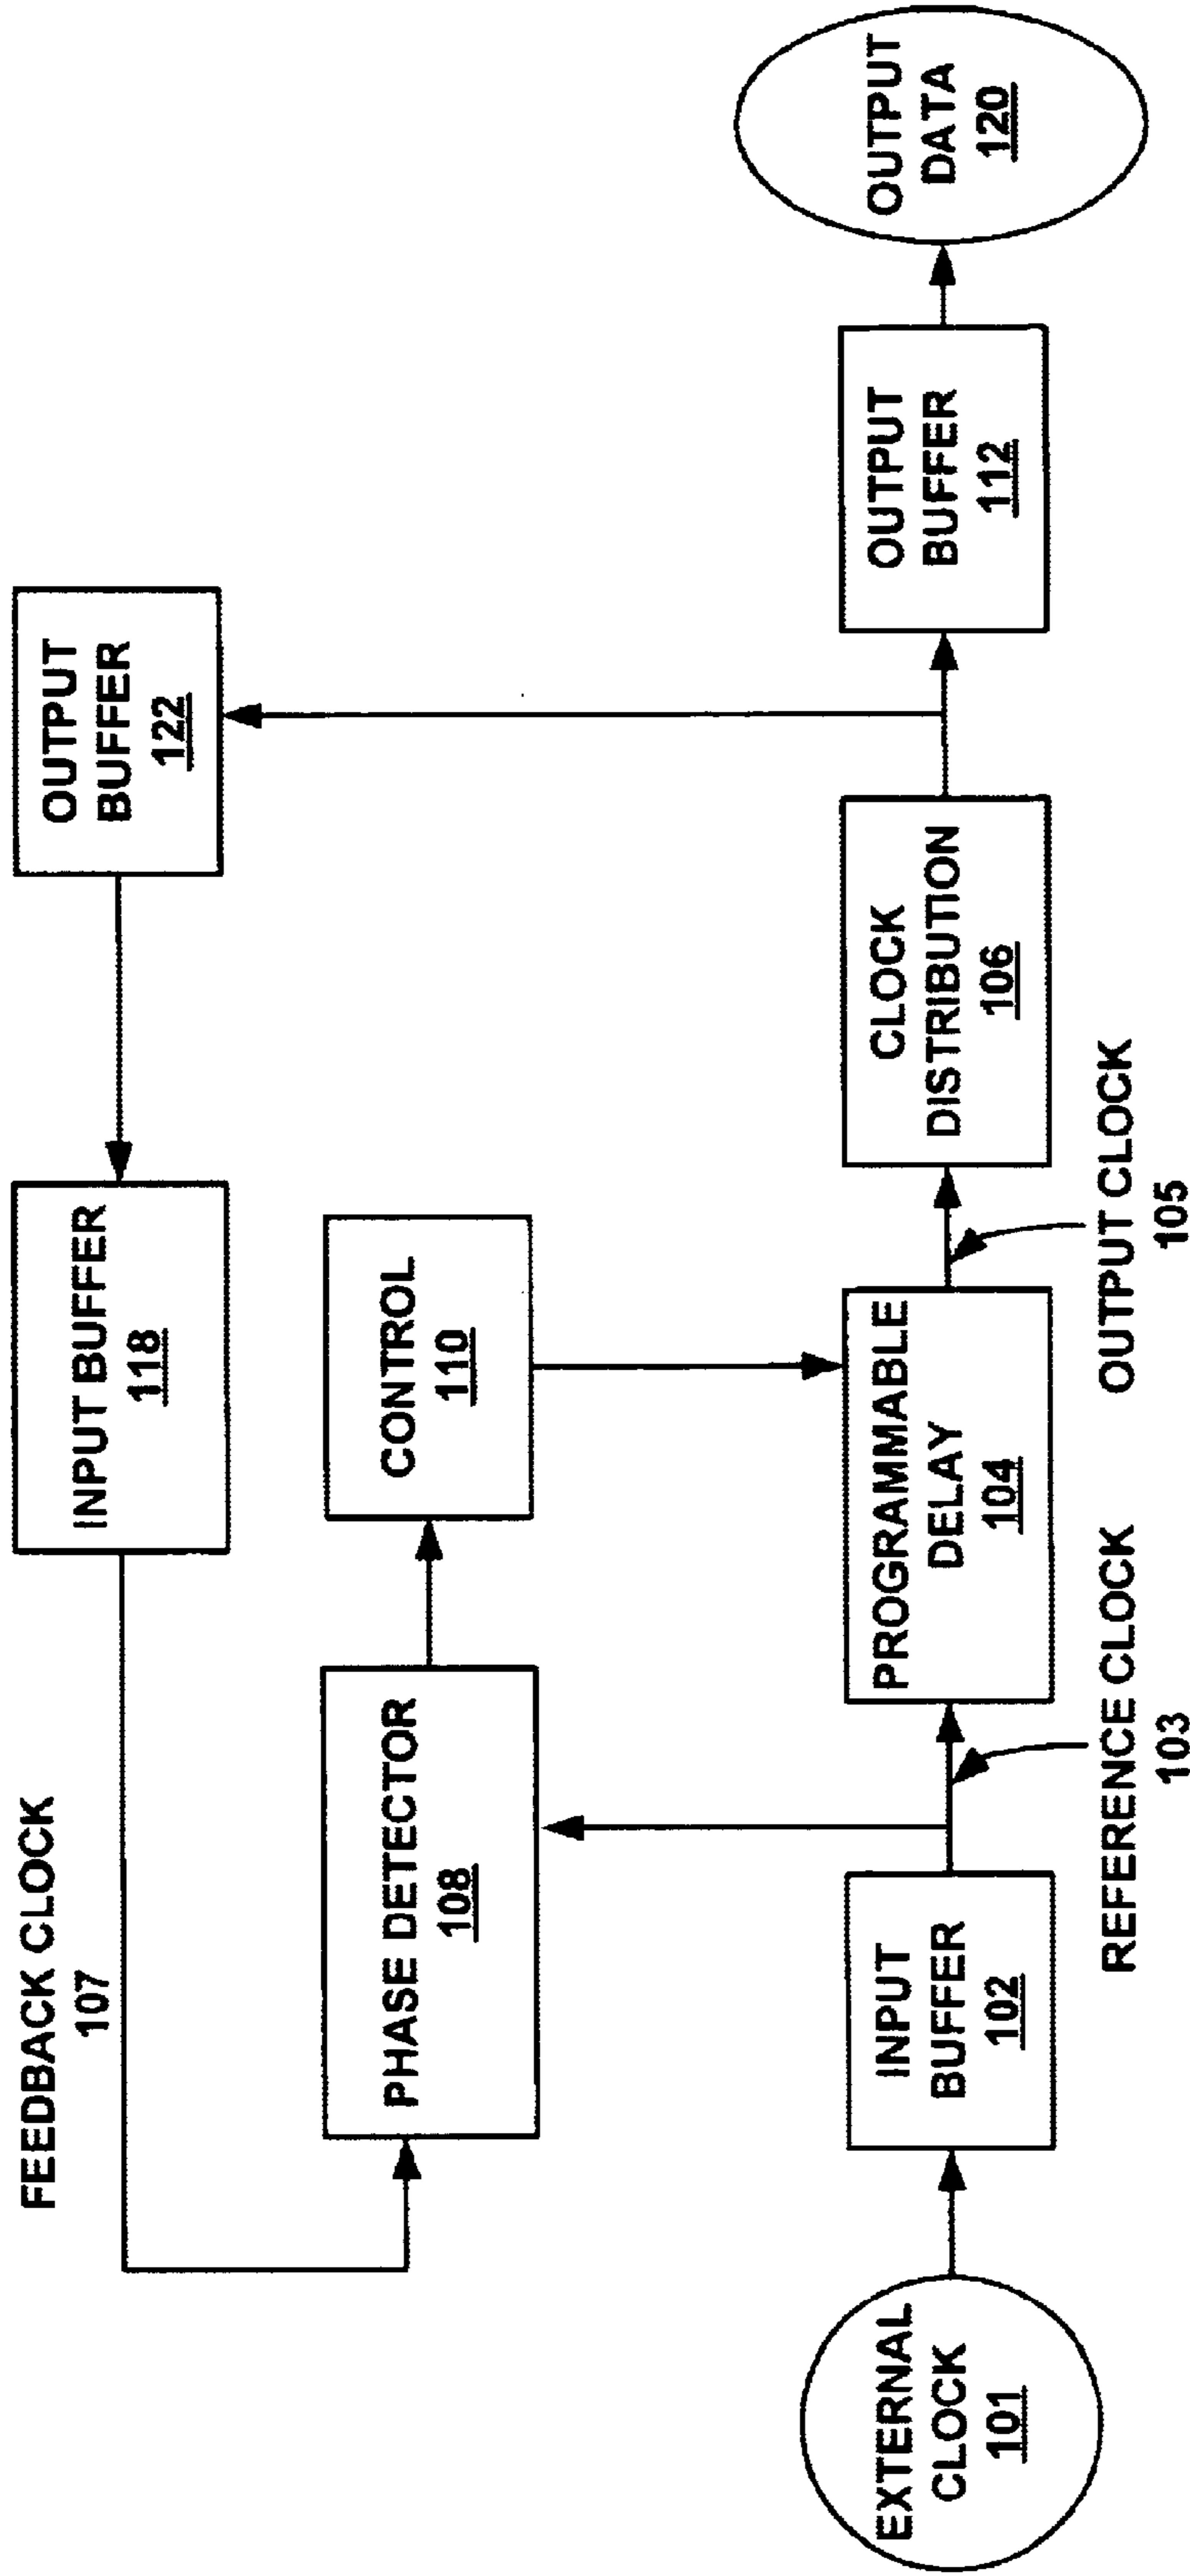 FEEDBACK CLOCK
107
INPUT BUFFER
118
OUTPUT
BUFFER
122
PHASE DETECTOR
108
CONTROL
110
EXTERNAL
CLOCK
101
INPUT
BUFFER
102
PROGRAMMABLE
DELAY
104
CLOCK
DISTRIBUTION
106
OUTPUT
BUFFER
112
OUTPUT
DATA
120
REFERENCE CLOCK
103
OUTPUT CLOCK
105